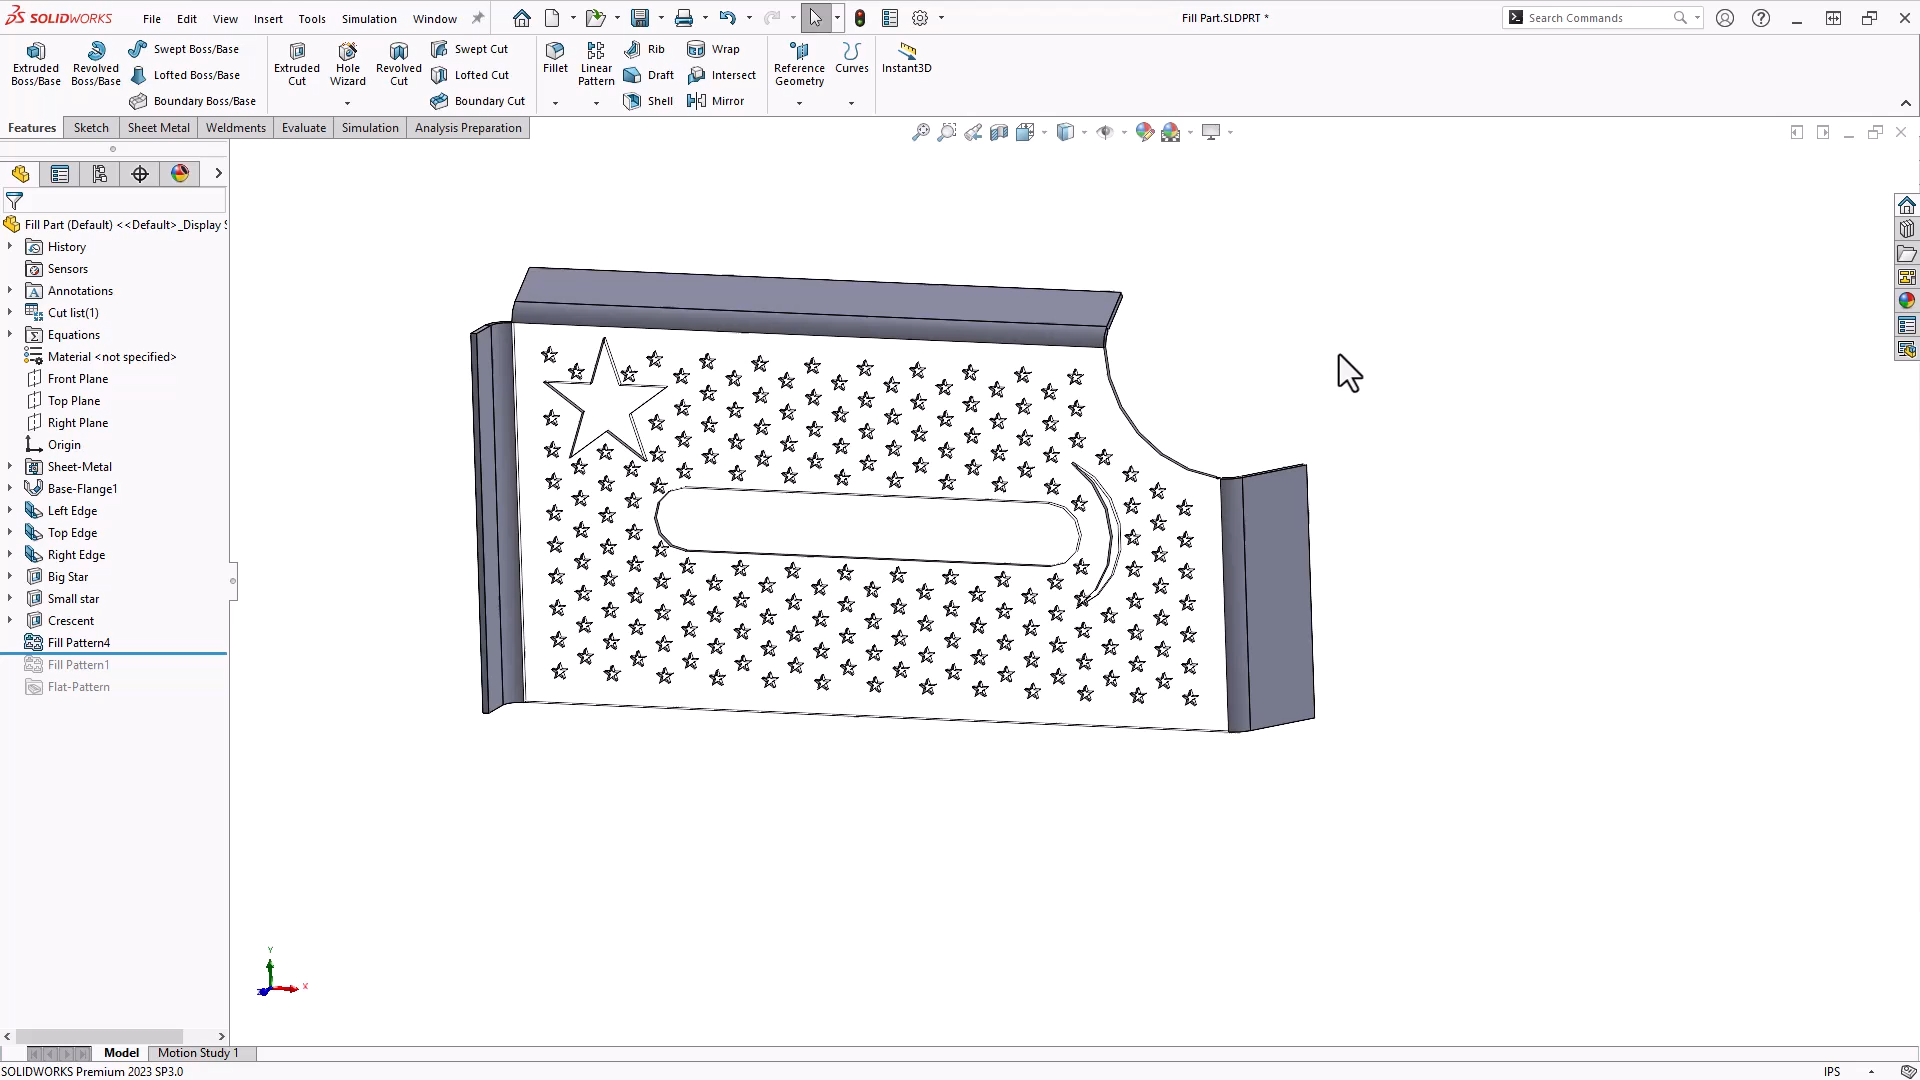 SOLIDWORKS File Edit View Insert Tools Simulation Window Fill Part.SLDPRT * Search Commands
Extruded Boss/Base
Revolved Boss/Base
Swept Boss/Base
Lofted Boss/Base
Boundary Boss/Base
Extruded Cut
Hole Wizard
Revolved Cut
Swept Cut
Lofted Cut
Boundary Cut
Fillet
Linear Pattern
Rib
Draft
Shell
Wrap
Intersect
Mirror
Reference Geometry
Curves
Instant3D
Features Sketch Sheet Metal Weldments Evaluate Simulation Analysis Preparation
Fill Part (Default) <<Default>_Display S
History
Sensors
Annotations
Cut list(1)
Equations
Material <not specified>
Front Plane
Top Plane
Right Plane
Origin
Sheet-Metal
Base-Flange1
Left Edge
Top Edge
Right Edge
Big Star
Small star
Crescent
Fill Pattern4
Fill Pattern1
Flat-Pattern
Y
X
Z
Model Motion Study 1
SOLIDWORKS Premium 2023 SP3.0 IPS